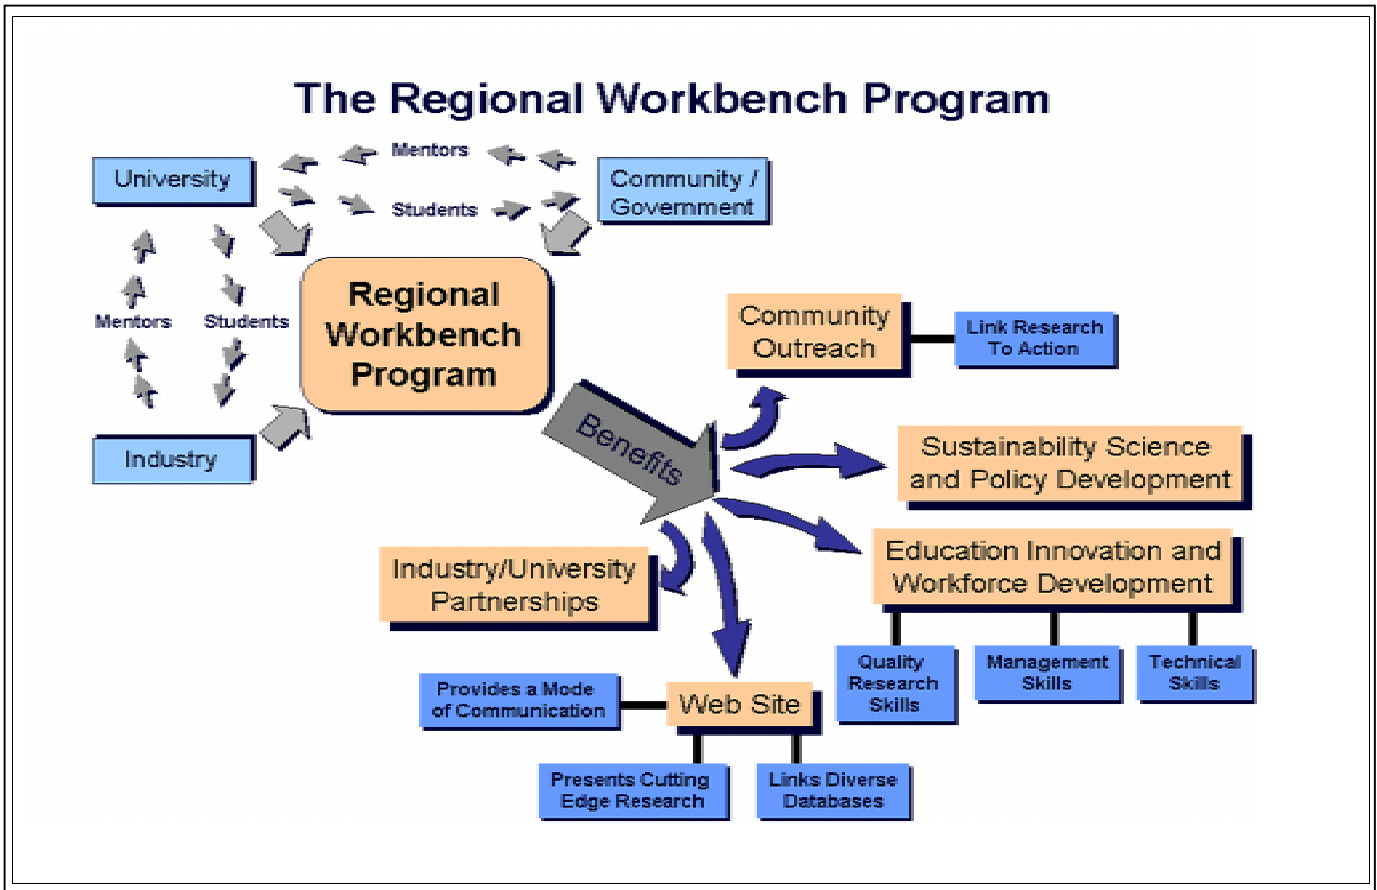 The Regional Workbench Program
University
Mentors
Students
Community /
Government
Mentors
Students
Industry
Regional
Workbench
Program
Benefits
Community
Outreach
Link Research
To Action
Sustainability Science
and Policy Development
Education Innovation and
Workforce Development
Quality
Research
Skills
Management
Skills
Technical
Skills
Industry/University
Partnerships
Web Site
Provides a Mode
of Communication
Presents Cutting
Edge Research
Links Diverse
Databases